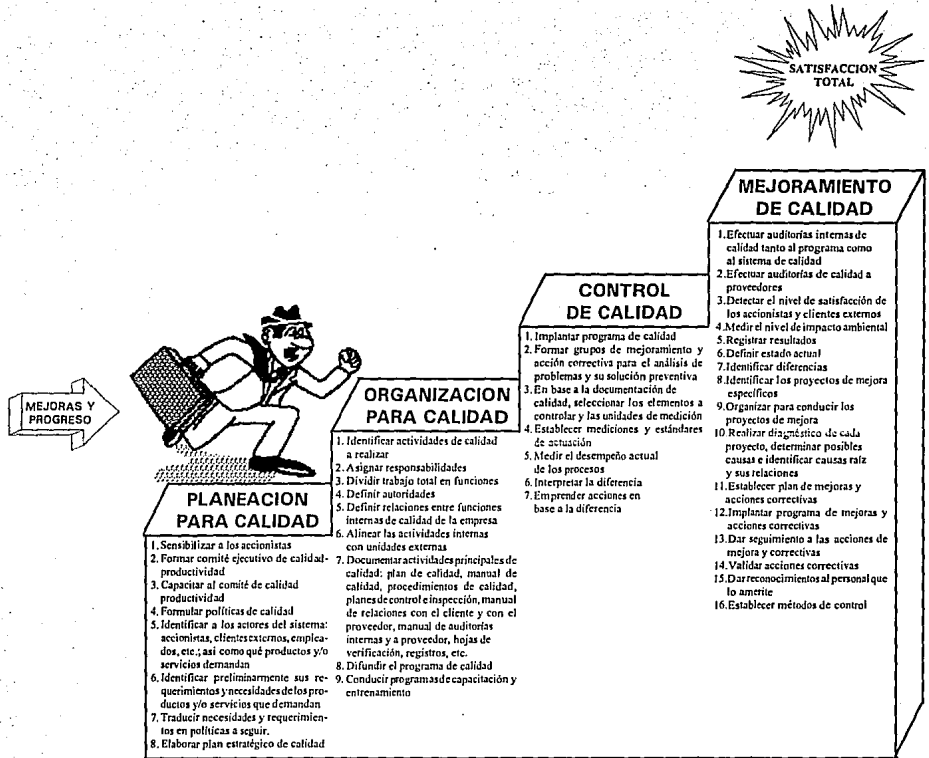 SATISFACCION
TOTAL
MEJORAS Y
PROGRESO
PLANEACION
PARA CALIDAD
1. Sensibilizar a los accionistas
2. Formar comité ejecutivo de calidad-
productividad
3. Capacitar al comité de calidad
productividad
4. Formular políticas de calidad
5. Identificar a los actores del sistema:
accionistas, clientes externos, emplea-
dos, etc.; así como qué productos y/o
servicios demandan
6. Identificar preliminarmente sus re-
querimientos y necesidades de los pro-
ductos y/o servicios que demandan
7. Traducir necesidades y requerimien-
tos en políticas a seguir.
8. Elaborar plan estratégico de calidad
ORGANIZACION
PARA CALIDAD
1. Identificar actividades de calidad
a realizar
2. Asignar responsabilidades
3. Dividir trabajo total en funciones
4. Definir autoridades
5. Definir relaciones entre funciones
internas de calidad de la empresa
6. Alinear las actividades internas
con unidades externas
7. Documentar actividades principales de
calidad: plan de calidad, manual de
calidad, procedimientos de calidad,
planes de control e inspección, manual
de relaciones con el cliente y con el
proveedor, manual de auditorías
internas y a proveedor, hojas de
verificación, registros, etc.
8. Difundir el programa de calidad
9. Conducir programas de capacitación y
entrenamiento
CONTROL
DE CALIDAD
1. Implantar programa de calidad
2. Formar grupos de mejoramiento y
acción correctiva para el análisis de
problemas y su solución preventiva
3. En base a la documentación de
calidad, seleccionar los elementos a
controlar y las unidades de medición
4. Establecer mediciones y estándares
de actuación
5. Medir el desempeño actual
de los procesos
6. Interpretar la diferencia
7. Emprender acciones en
base a la diferencia
MEJORAMIENTO
DE CALIDAD
1. Efectuar auditorías internas de
calidad tanto al programa como
al sistema de calidad
2. Efectuar auditorías de calidad a
proveedores
3. Detectar el nivel de satisfacción de
los accionistas y clientes externos
4. Medir el nivel de impacto ambiental
5. Registrar resultados
6. Definir estado actual
7. Identificar diferencias
8. Identificar los proyectos de mejora
específicos
9. Organizar para conducir los
proyectos de mejora
10. Realizar diagnóstico de cada
proyecto, determinar posibles
causas e identificar causas raíz
y sus relaciones
11. Establecer plan de mejoras y
acciones correctivas
12. Implantar programa de mejoras y
acciones correctivas
13. Dar seguimiento a las acciones de
mejora y correctivas
14. Validar acciones correctivas
15. Dar reconocimientos al personal que
lo amerite
16. Establecer métodos de control